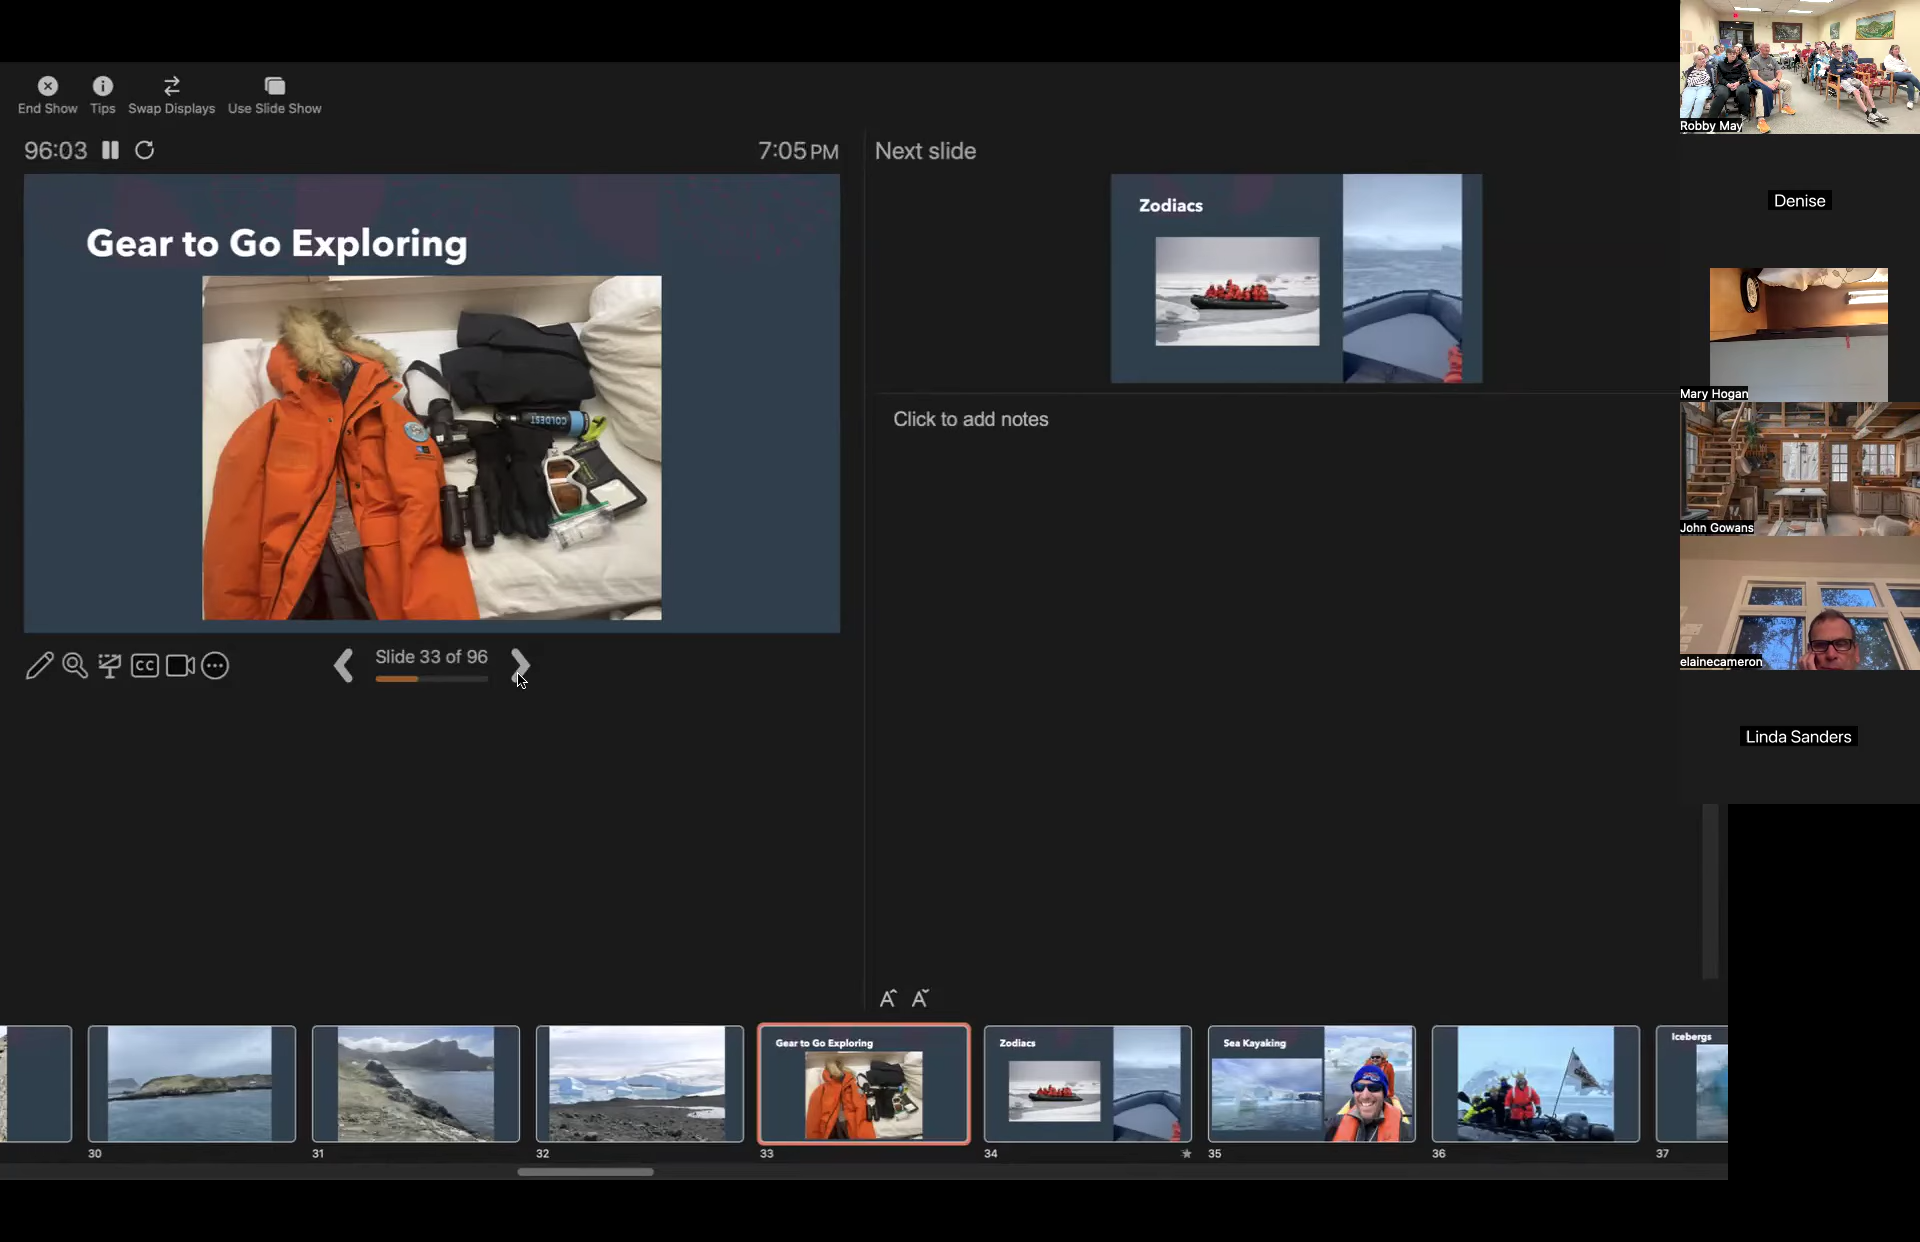 End Show
Tips
Swap Displays
Use Slide Show
96:03
7:05 PM
Next slide
Gear to Go Exploring
COLDEST
Zodiacs
Click to add notes
CC
Slide 33 of 96
Gear to Go Exploring
Zodiacs
Sea Kayaking
Icebergs
30
31
32
33
34
35
36
37
Robby May
Denise
Mary Hogan
John Gowans
elainecameron
Linda Sanders